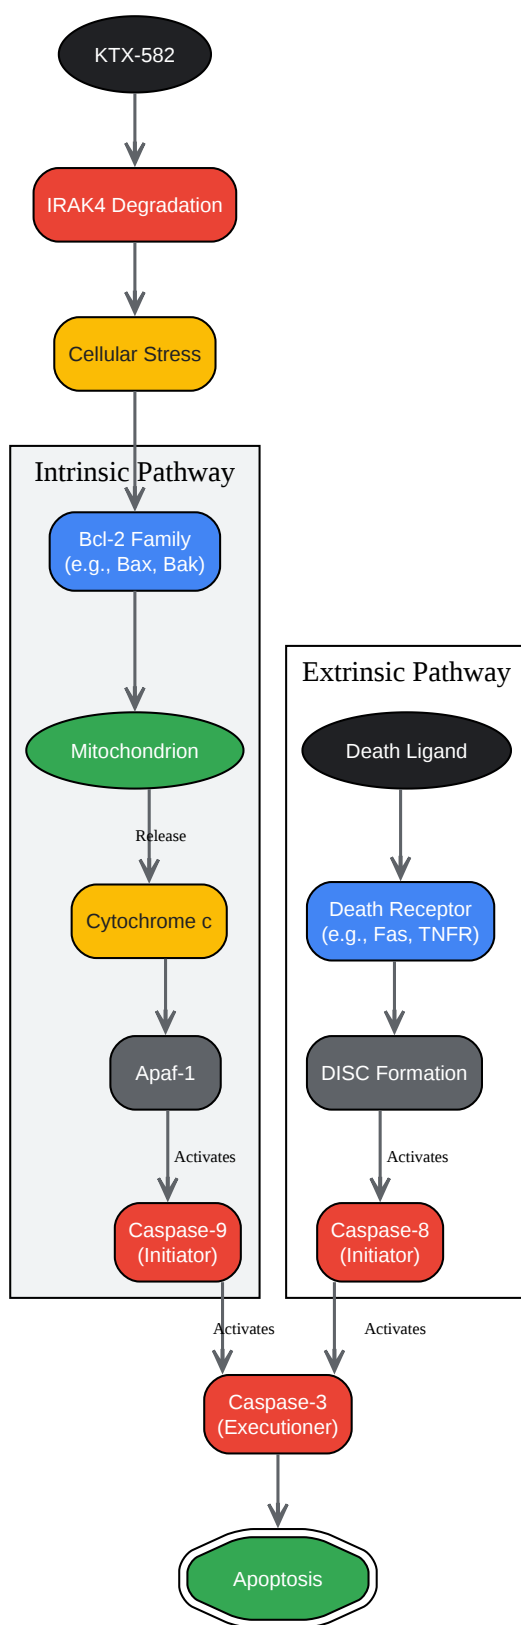 KTX-582
IRAK4 Degradation
Cellular Stress
Intrinsic Pathway
Bcl-2 Family
(e.g., Bax, Bak)
Mitochondrion
Release
Cytochrome c
Apaf-1
Activates
Caspase-9
(Initiator)
Activates
Extrinsic Pathway
Death Ligand
Death Receptor
(e.g., Fas, TNFR)
DISC Formation
Activates
Caspase-8
(Initiator)
Activates
Caspase-3
(Executioner)
Apoptosis